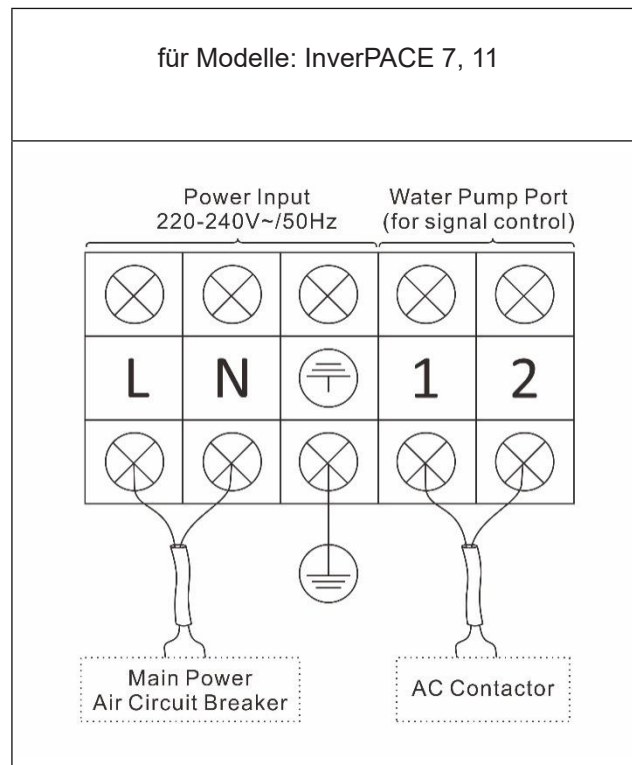 für Modelle: InverPACE 7, 11
Power Input
220-240V~/50Hz
Water Pump Port
(for signal control)
L N 1 2
Main Power
Air Circuit Breaker
AC Contactor